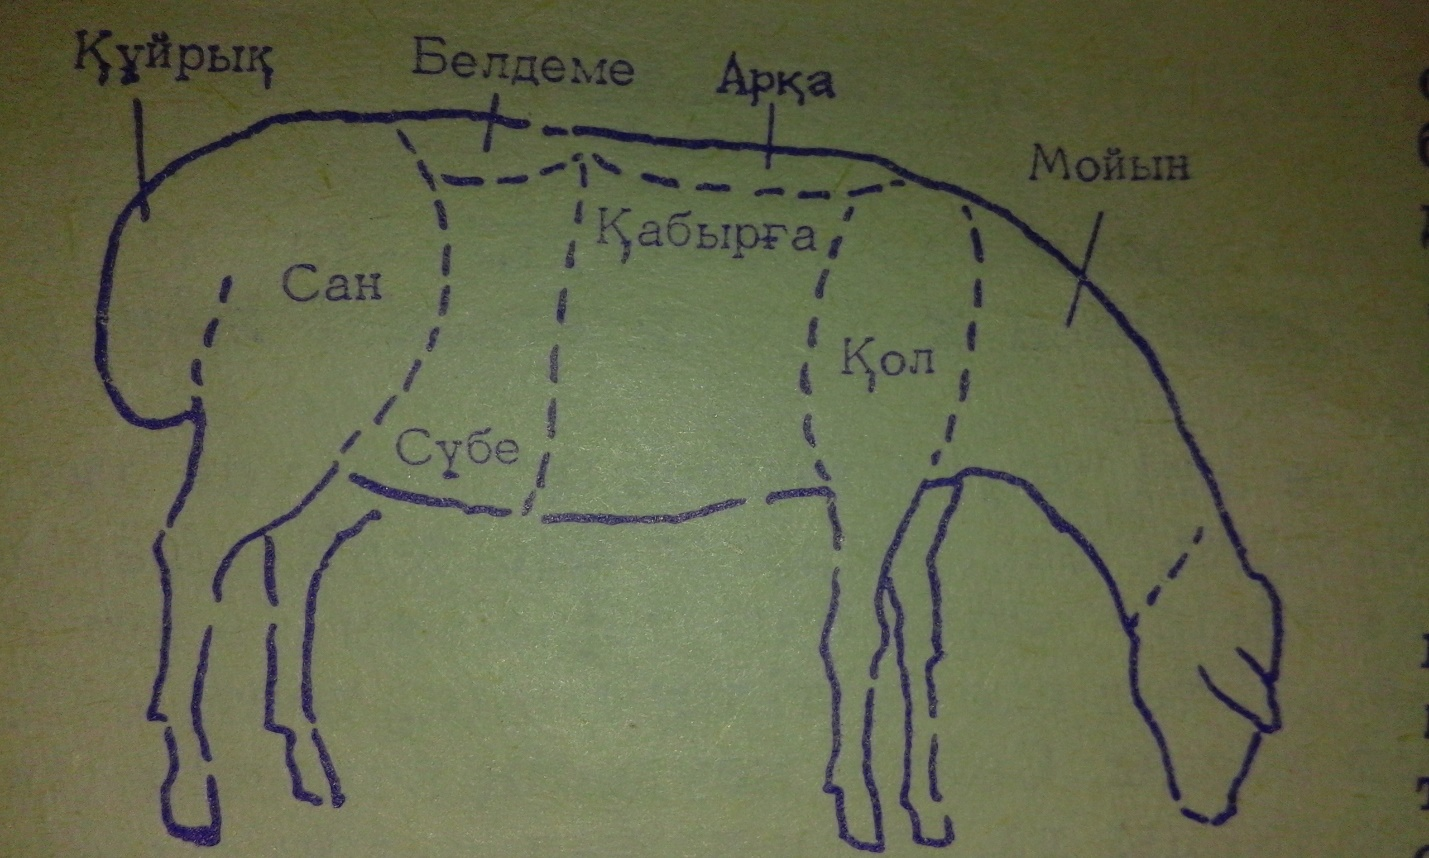 Құйрық
Белдеме
Арқа
Мойын
Қабырға
Сан
Қол
Сүбе